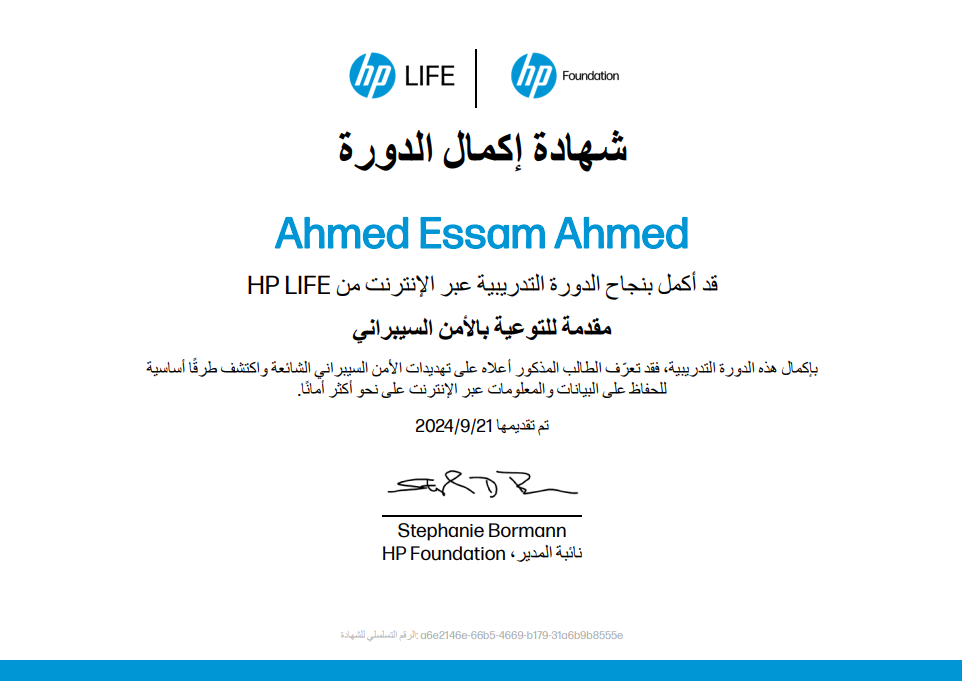 hp LIFE
hp Foundation
شهادة إكمال الدورة
Ahmed Essam Ahmed
قد أكمل بنجاح الدورة التدريبية عبر الإنترنت من HP LIFE
مقدمة للتوعية بالأمن السيبراني
بإكمال هذه الدورة التدريبية، فقد تعرّف الطالب المذكور أعلاه على تهديدات الأمن السيبراني الشائعة واكتشف طرقًا أساسية
للحفاظ على البيانات والمعلومات عبر الإنترنت على نحو أكثر أمانًا.
تم تقديمها 2024/9/21
Stephanie Bormann
نائبة المدير، HP Foundation
الرقم التسلسلي للشهادة: a6e2146e-66b5-4669-b179-31a6b9b8555e